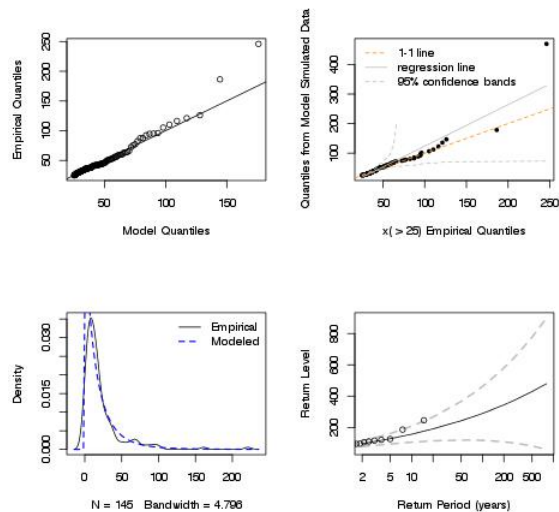 Empirical Quantiles
50 100 150 200 250
50 100 150
Model Quantiles
Quantiles from Model Simulated Data
100 200 300 400
1-1 line
regression line
95% confidence bands
50 100 150 200 250
x( > 25) Empirical Quantiles
Density
0.000 0.015 0.030
Empirical
Modeled
0 50 100 150 200
N = 145 Bandwidth = 4.796
Return Level
200 400 600 800
2 5 10 20 50 100 500
Return Period (years)